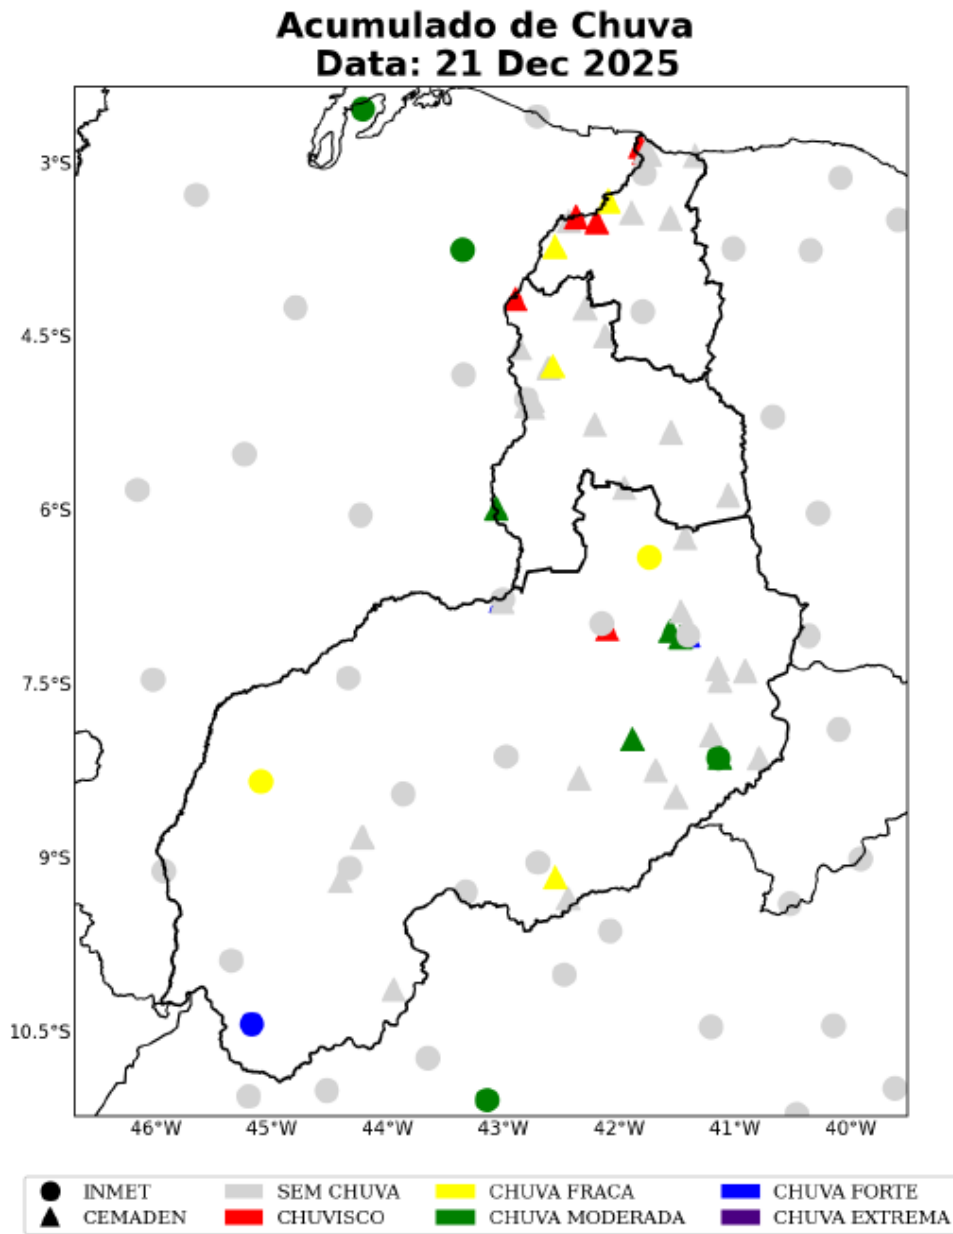 Acumulado de Chuva
Data: 21 Dec 2025
3°S
4.5°S
6°S
7.5°S
9°S
10.5°S
46°W 45°W 44°W 43°W 42°W 41°W 40°W
INMET SEM CHUVA CHUVA FRACA CHUVA FORTE
CEMADEN CHUVISCO CHUVA MODERADA CHUVA EXTREMA